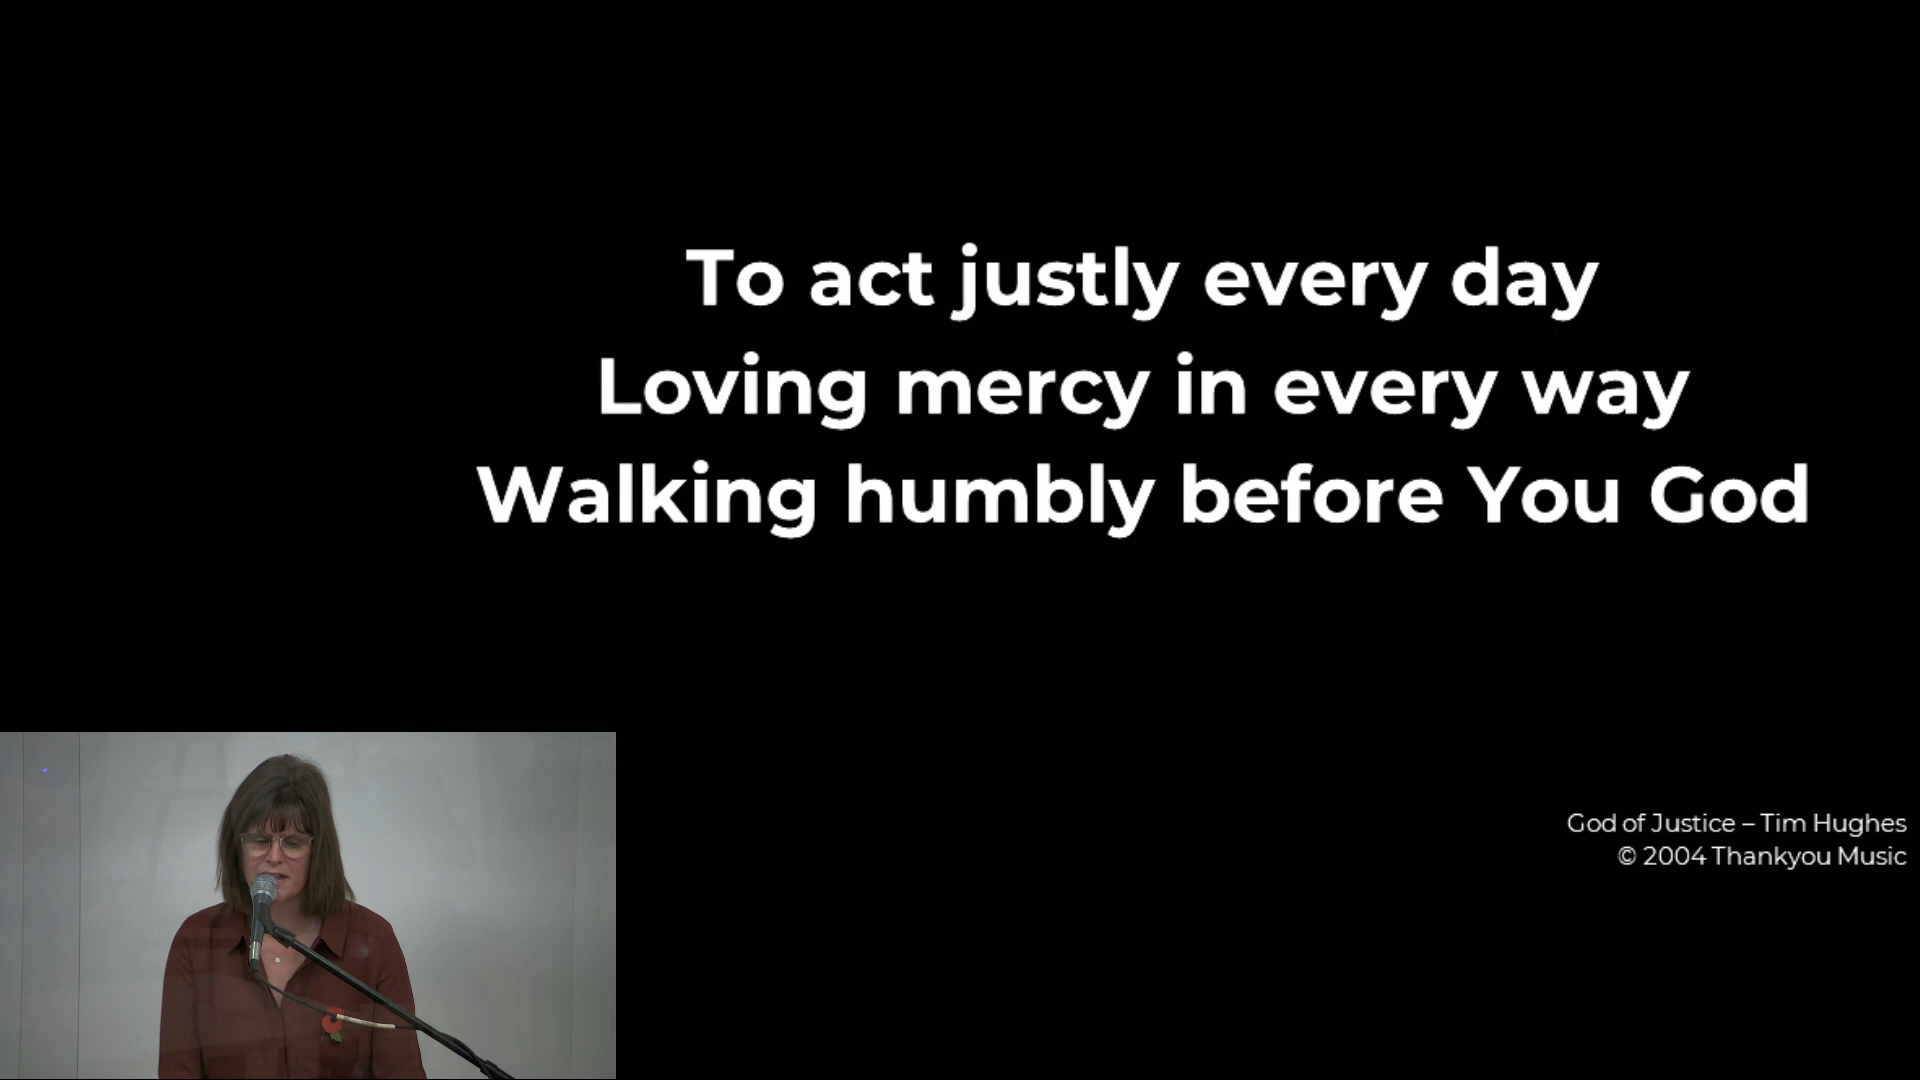 To act justly every day
Loving mercy in every way
Walking humbly before You God
God of Justice – Tim Hughes
© 2004 Thankyou Music